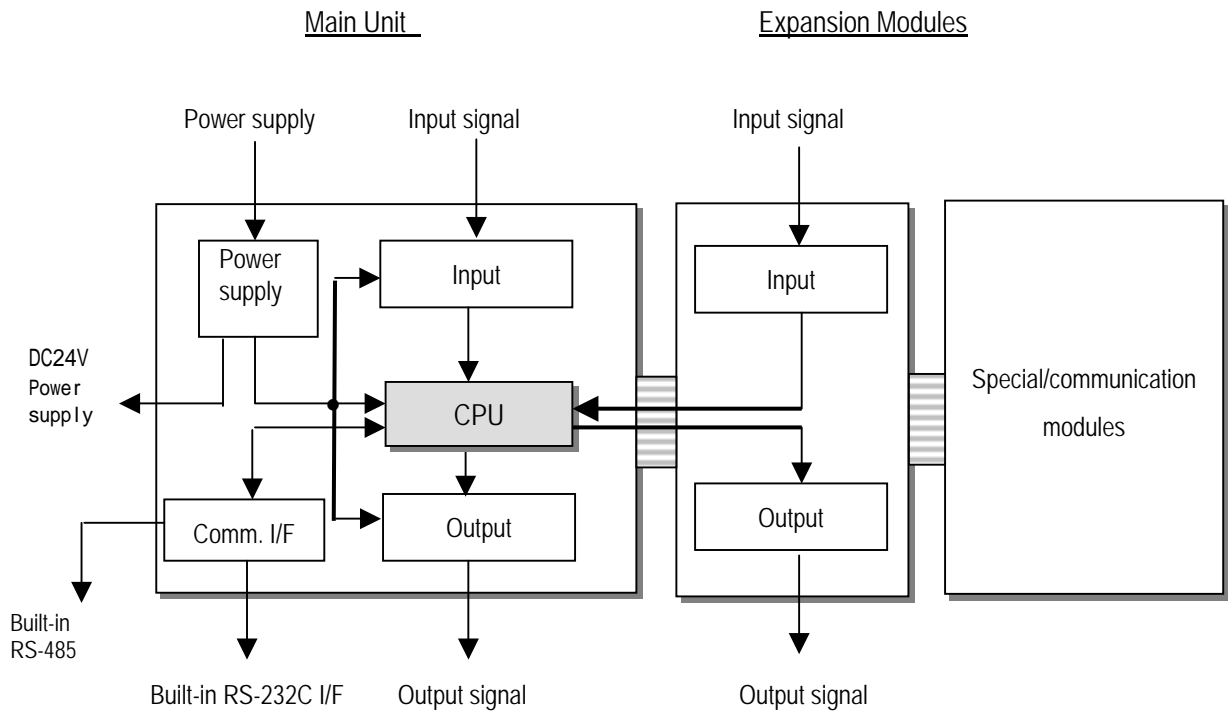 Main Unit
Expansion Modules
Power supply
Input signal
Input signal
Power
supply
Input
Input
DC24V
Power
supply
CPU
Special/communication
modules
Comm. I/F
Output
Output
Built-in
RS-485
Built-in RS-232C I/F
Output signal
Output signal